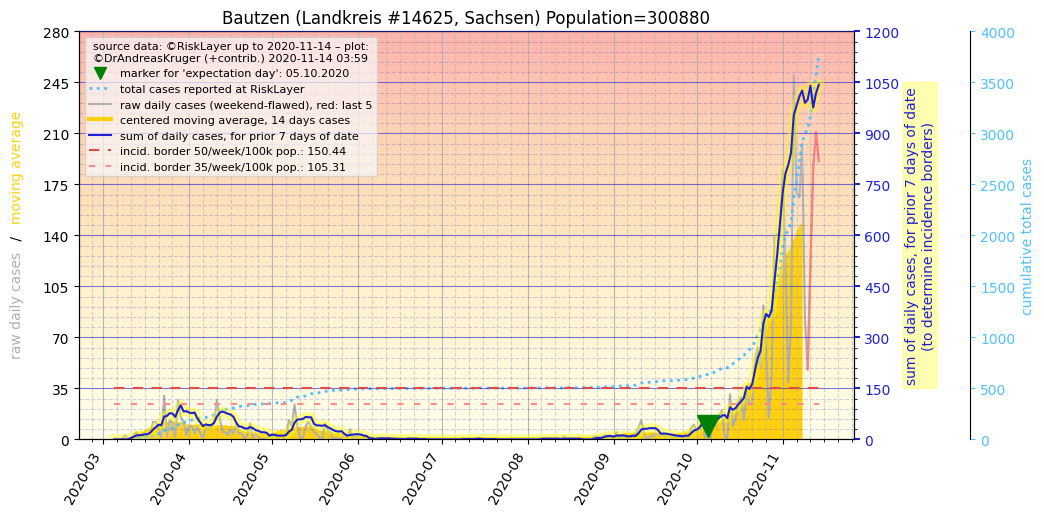 Bautzen (Landkreis #14625, Sachsen) Population=300880
source data: ©RiskLayer up to 2020-11-14 – plot:
©DrAndreasKruger (+contrib.) 2020-11-14 03:59
marker for 'expectation day': 05.10.2020
total cases reported at RiskLayer
raw daily cases (weekend-flawed), red: last 5
centered moving average, 14 days cases
sum of daily cases, for prior 7 days of date
incid. border 50/week/100k pop.: 150.44
incid. border 35/week/100k pop.: 105.31
raw daily cases / moving average
280
245
210
175
140
105
70
35
0
1200
1050
900
750
600
450
300
150
0
sum of daily cases, for prior 7 days of date
(to determine incidence borders)
4000
3500
3000
2500
2000
1500
1000
500
0
cumulative total cases
2020-03
2020-04
2020-05
2020-06
2020-07
2020-08
2020-09
2020-10
2020-11